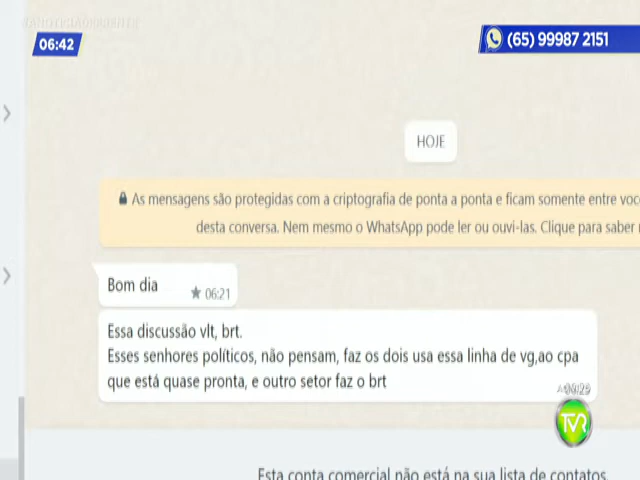 06:42
(65) 99987 2151
HOJE
As mensagens são protegidas com a criptografia de ponta a ponta e ficam somente entre voc
desta conversa. Nem mesmo o WhatsApp pode ler ou ouvi-las. Clique para saber
Bom dia
06:21
Essa discussão vlt, brt.
Esses senhores políticos, não pensam, faz os dois usa essa linha de vg,ao cpa
que está quase pronta, e outro setor faz o brt
TVR
Esta conta comercial não está na sua lista de contatos.